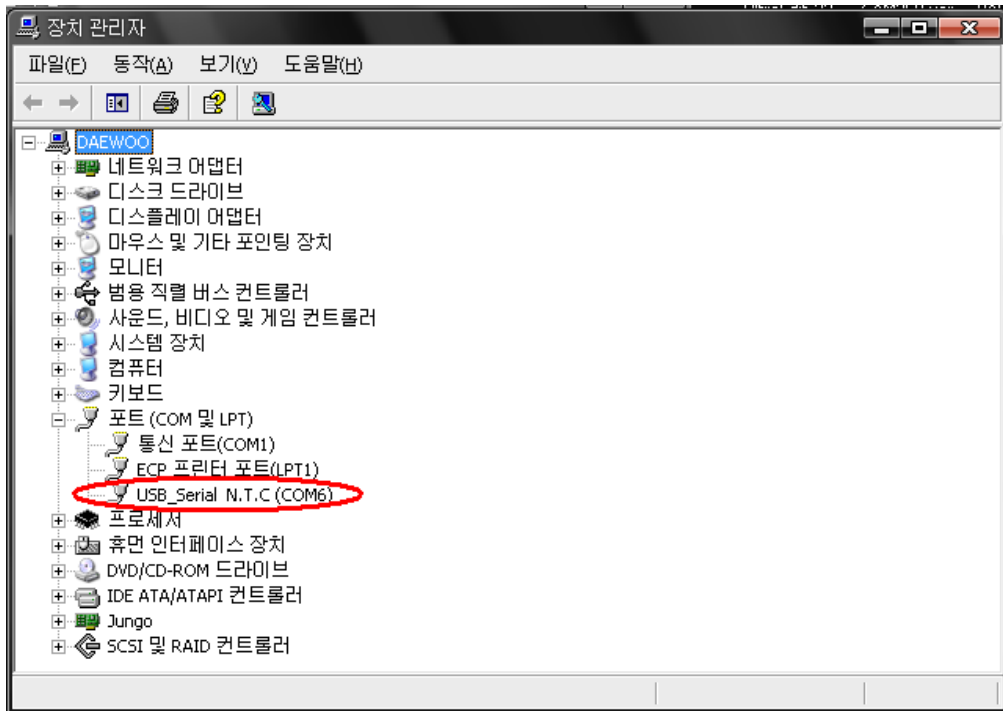 장치 관리자
파일(F) 동작(A) 보기(V) 도움말(H)
DAEWOO
네트워크 어댑터
디스크 드라이브
디스플레이 어댑터
마우스 및 기타 포인팅 장치
모니터
범용 직렬 버스 컨트롤러
사운드, 비디오 및 게임 컨트롤러
시스템 장치
컴퓨터
키보드
포트 (COM 및 LPT)
통신 포트(COM1)
ECP 프린터 포트(LPT1)
USB_Serial N.T.C (COM6)
프로세서
휴먼 인터페이스 장치
DVD/CD-ROM 드라이브
IDE ATA/ATAPI 컨트롤러
Jungo
SCSI 및 RAID 컨트롤러